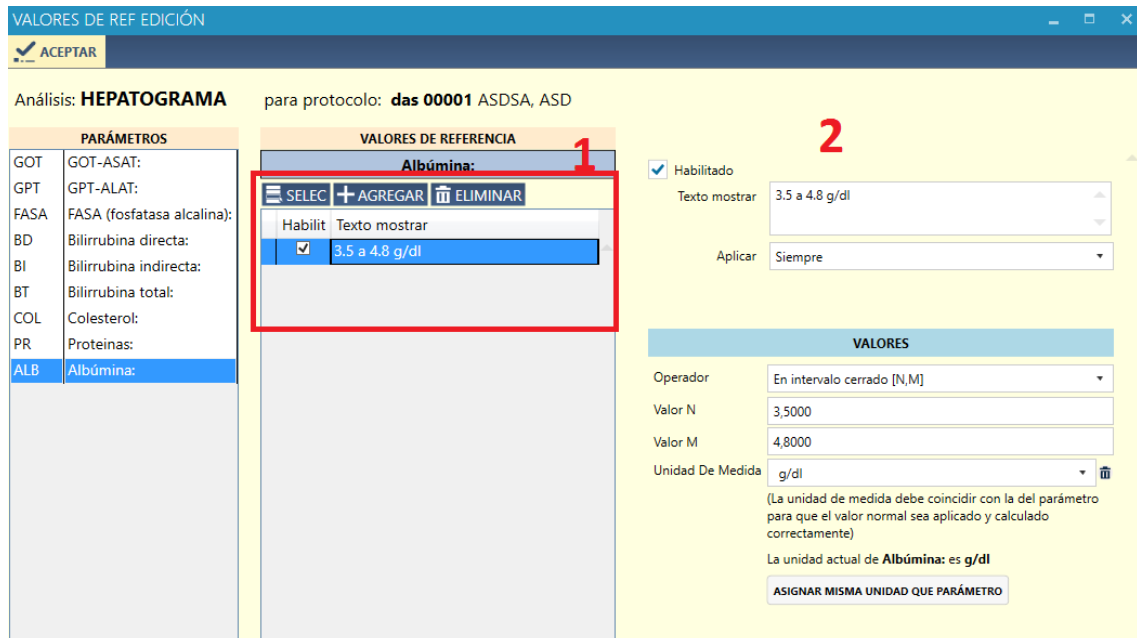 VALORES DE REF EDICIÓN
ACEPTAR
Análisis: HEPATOGRAMA para protocolo: das 00001 ASDSA, ASD
PARÁMETROS
GOT GOT-ASAT:
GPT GPT-ALAT:
FASA FASA (fosfatasa alcalina):
BD Bilirrubina directa:
BI Bilirrubina indirecta:
BT Bilirrubina total:
COL Colesterol:
PR Proteinas:
ALB Albúmina:
VALORES DE REFERENCIA
1
Albúmina:
SELEC AGREGAR ELIMINAR
Habilit Texto mostrar
3.5 a 4.8 g/dl
2
Habilitado
Texto mostrar 3.5 a 4.8 g/dl
Aplicar Siempre
VALORES
Operador En intervalo cerrado [N,M]
Valor N 3,5000
Valor M 4,8000
Unidad De Medida g/dl
(La unidad de medida debe coincidir con la del parámetro
para que el valor normal sea aplicado y calculado
correctamente)
La unidad actual de Albúmina: es g/dl
ASIGNAR MISMA UNIDAD QUE PARÁMETRO